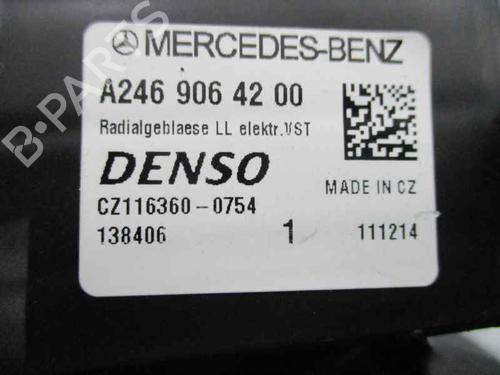 MERCEDES-BENZ
A246 906 42 00
Radialgeblaese LL elektr.VST
DENSO
MADE IN CZ
CZ116360-0754
138406 1 111214
B-PARTS